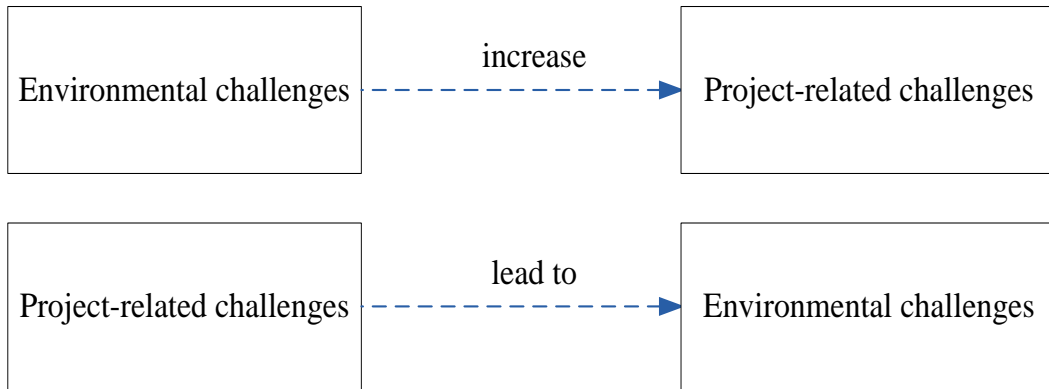 increase
Environmental challenges
Project-related challenges
lead to
Project-related challenges
Environmental challenges